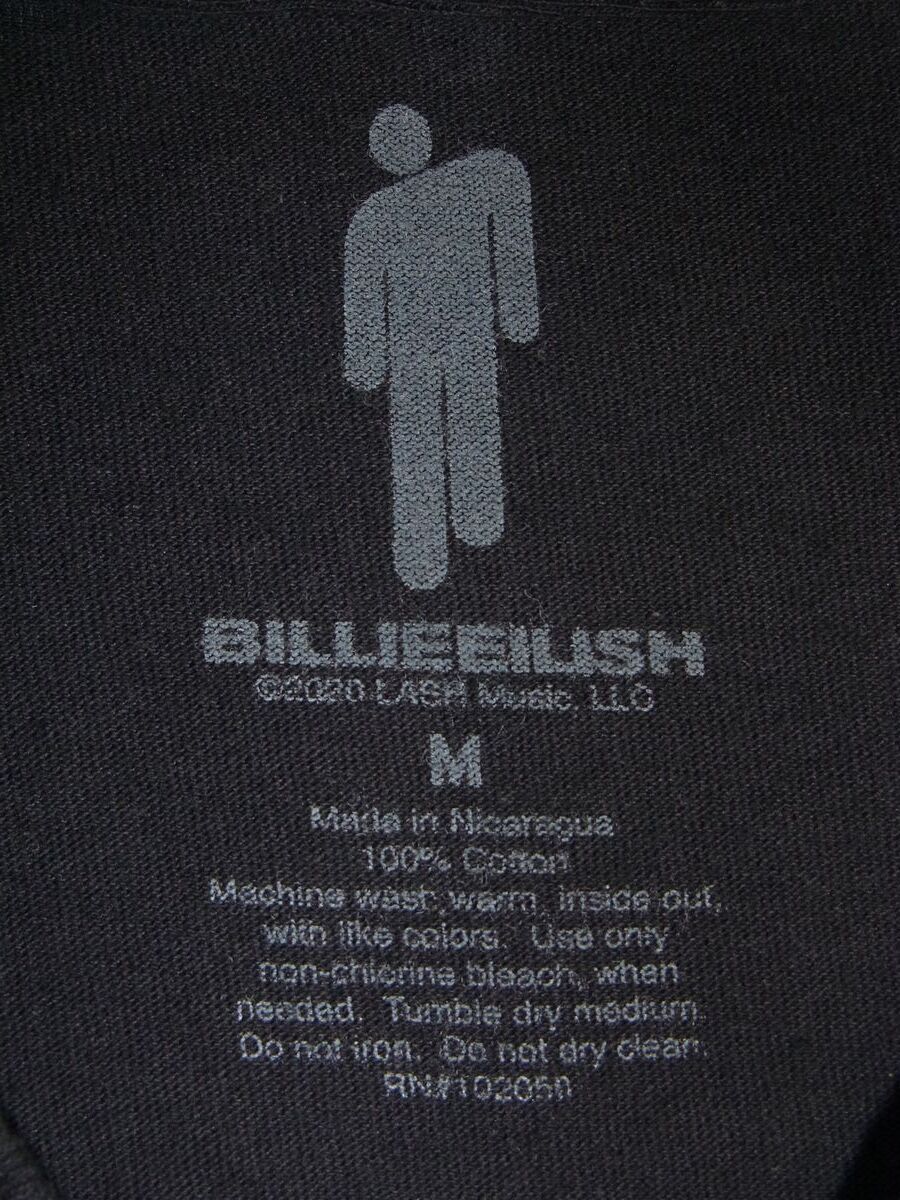 BILLIEEILISH
©2020 LASH Music, LLC
M
Made in Nicaragua
100% Cotton
Machine wash warm, inside out,
with like colors. Use only
non-chlorine bleach, when
needed. Tumble dry medium.
Do not iron. Do not dry clean.
RN#102050